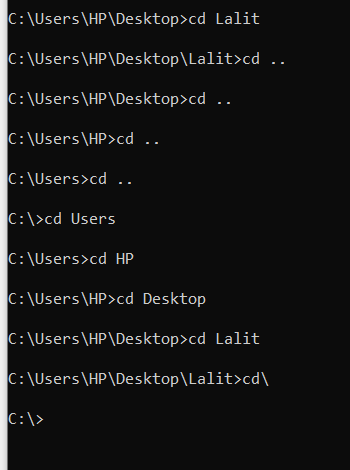 C:\Users\HP\Desktop>cd Lalit
C:\Users\HP\Desktop\Lalit>cd ..
C:\Users\HP\Desktop>cd ..
C:\Users\HP>cd ..
C:\Users>cd ..
C:\>cd Users
C:\Users>cd HP
C:\Users\HP>cd Desktop
C:\Users\HP\Desktop>cd Lalit
C:\Users\HP\Desktop\Lalit>cd\
C:\>